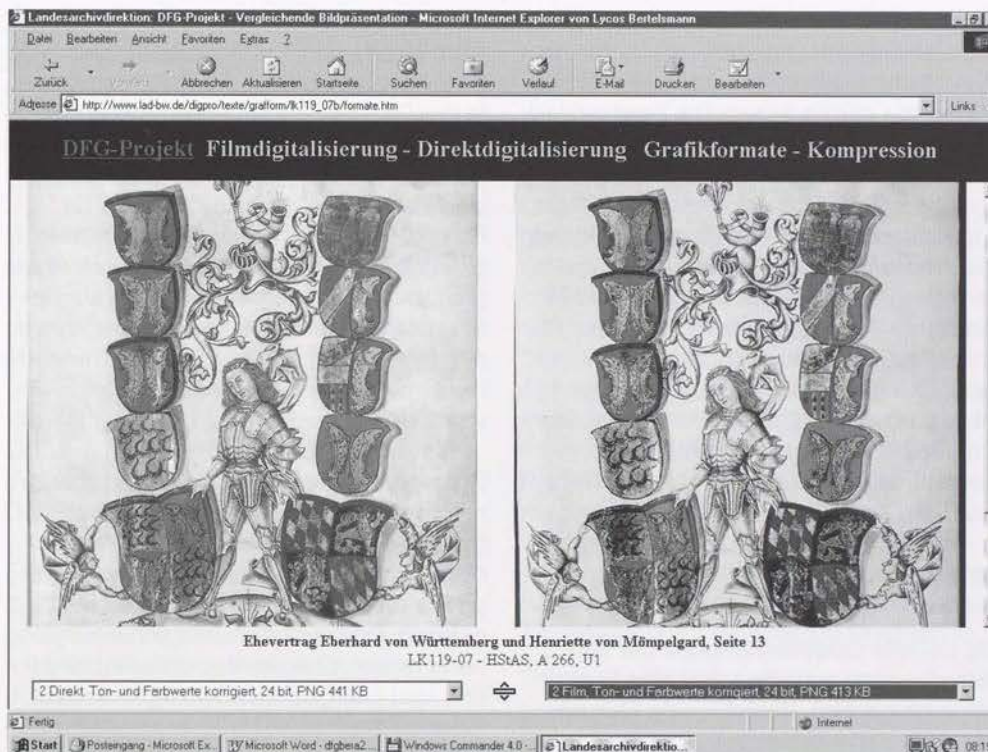 Landesarchivdirektion: DFG-Projekt - Vergleichende Bildpräsentation - Microsoft Internet Explorer von Lycos Bertelsmann
Datei Bearbeiten Ansicht Favoriten Extras ?
Zurück Abbrechen Aktualisieren Startseite Suchen Favoriten Verlauf E-Mail Drucken Bearbeiten
Adresse http://www.lad-bw.de/digpro/texte/grafform/lk119_07b/formate.htm Links
DFG-Projekt Filmdigitalisierung - Direktdigitalisierung Grafikformate - Kompression
Ehevertrag Eberhard von Württemberg und Henriette von Mömpelgard, Seite 13
LK119-07 - HStAS, A 266, U1
2 Direkt, Ton- und Farbwerte korrigiert, 24 bit, PNG 441 KB
2 Film, Ton- und Farbwerte korrigiert, 24 bit, PNG 413 KB
Fertig Internet
Start Posteingang - Microsoft Ex... Microsoft Word - Windows Commander 4.0 - ... Landesarchivdirektio...